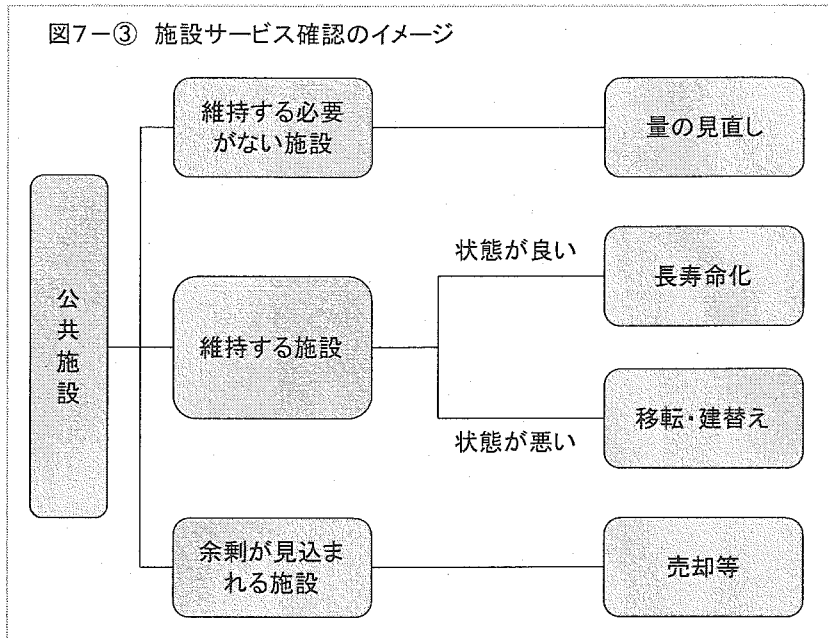 図7-③ 施設サービス確認のイメージ
公共施設
維持する必要
がない施設
量の見直し
維持する施設
状態が良い
長寿命化
状態が悪い
移転・建替え
余剰が見込ま
れる施設
売却等